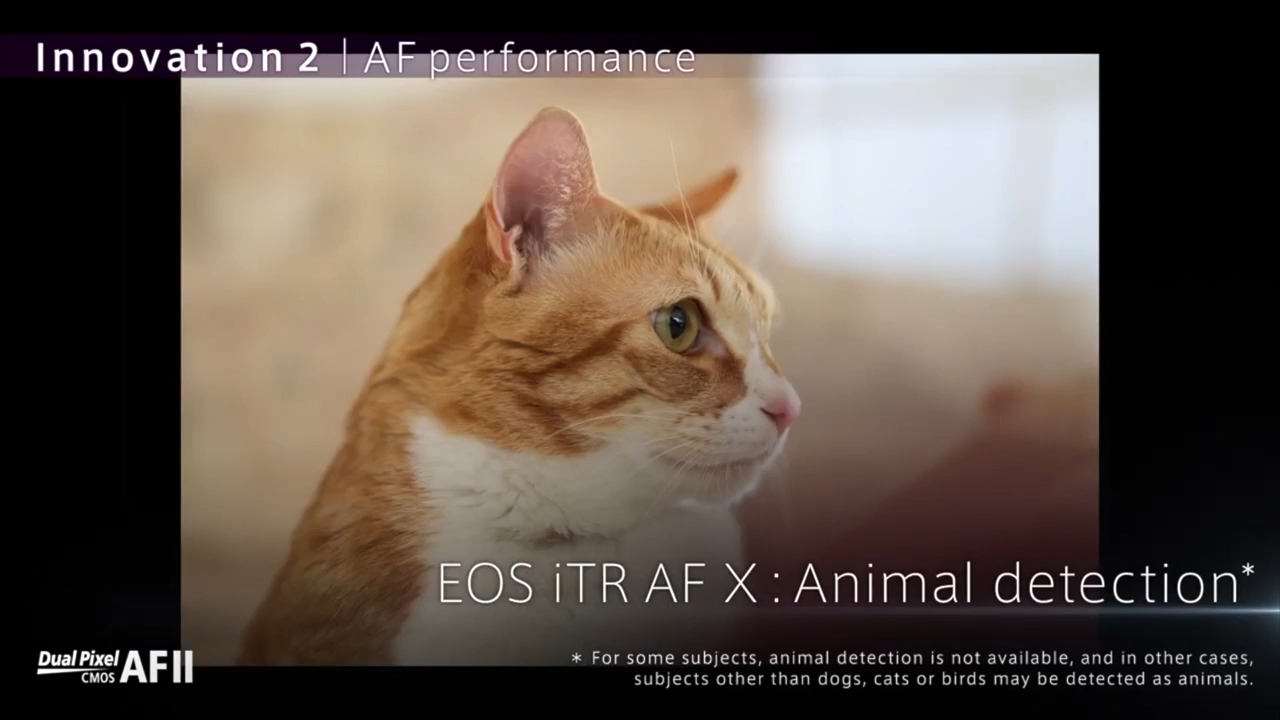 Innovation 2 | AF performance
EOS iTR AF X : Animal detection*
Dual Pixel
CMOS AF II
* For some subjects, animal detection is not available, and in other cases,
subjects other than dogs, cats or birds may be detected as animals.